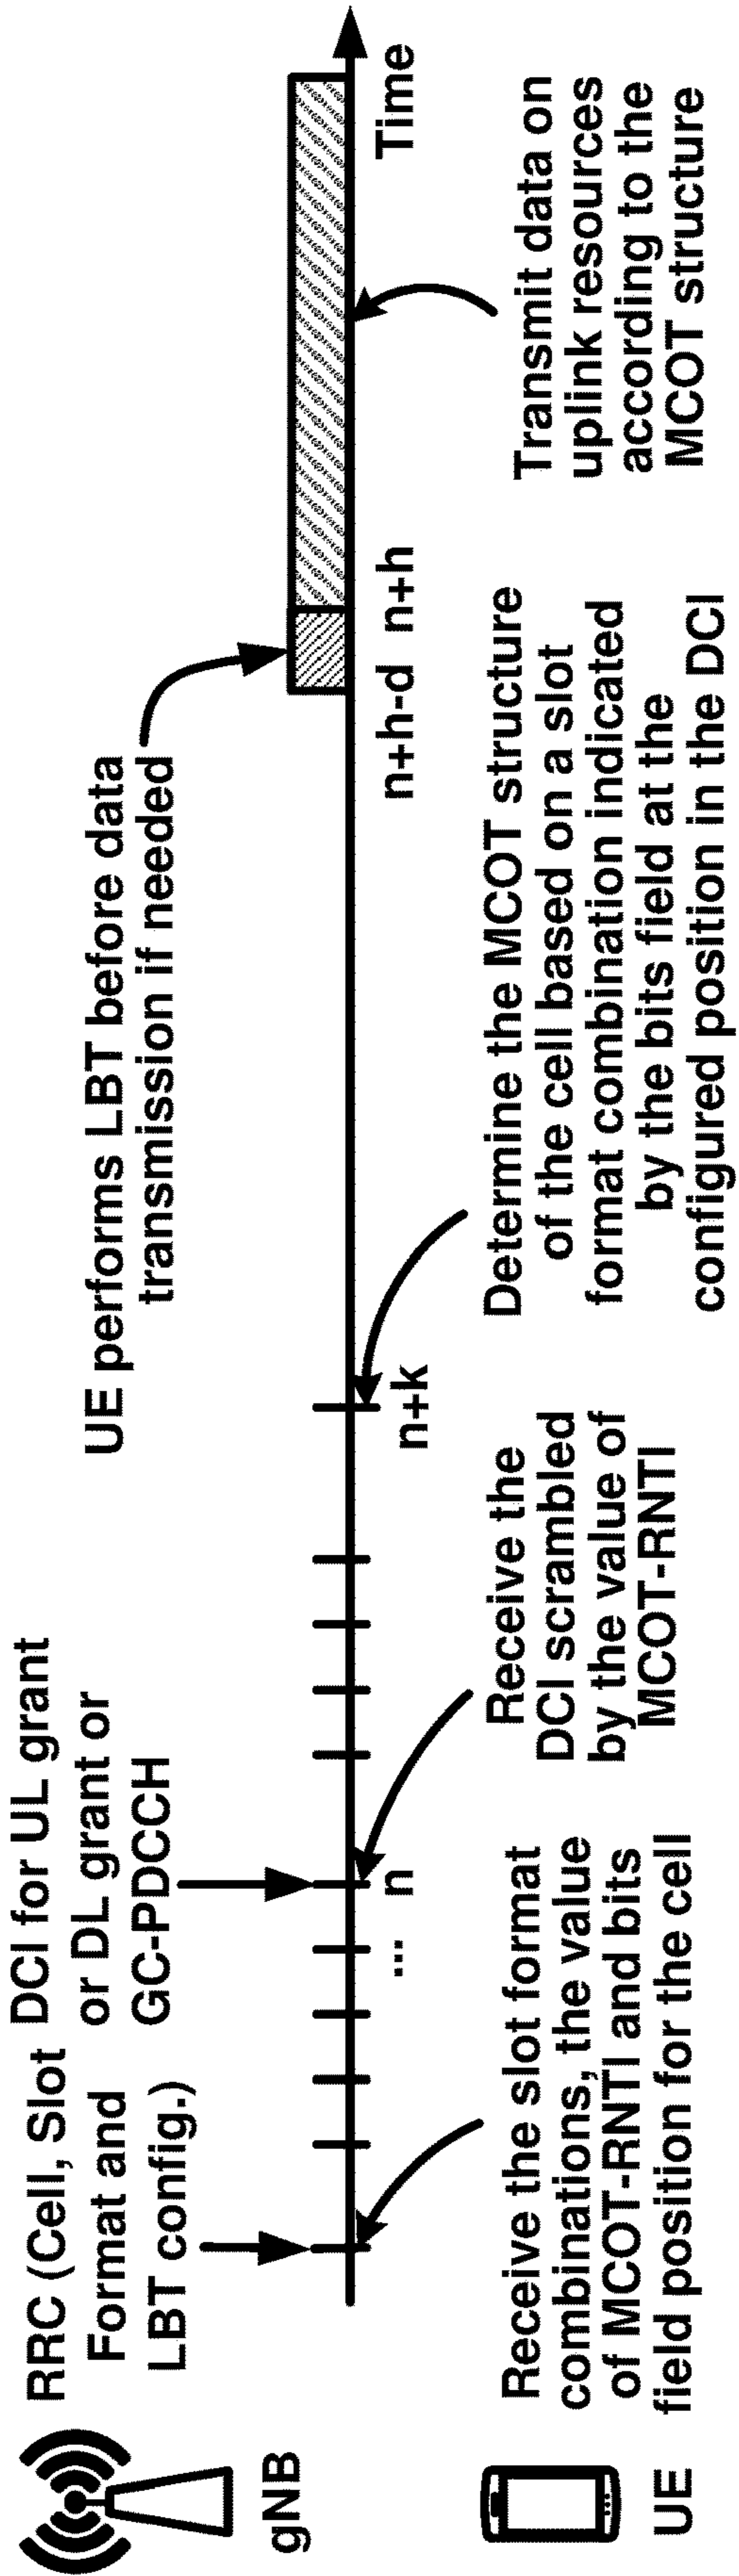 RRC (Cell, Slot
Format and
LBT config.)
DCI for UL grant
or DL grant or
GC-PDCCH
UE performs LBT before data
transmission if needed
gNB
...
n
n+k
n+h-d
n+h
Time
UE
Receive the slot format
combinations, the value
of MCOT-RNTI and bits
field position for the cell
Receive the
DCI scrambled
by the value of
MCOT-RNTI
Determine the MCOT structure
of the cell based on a slot
format combination indicated
by the bits field at the
configured position in the DCI
Transmit data on
uplink resources
according to the
MCOT structure